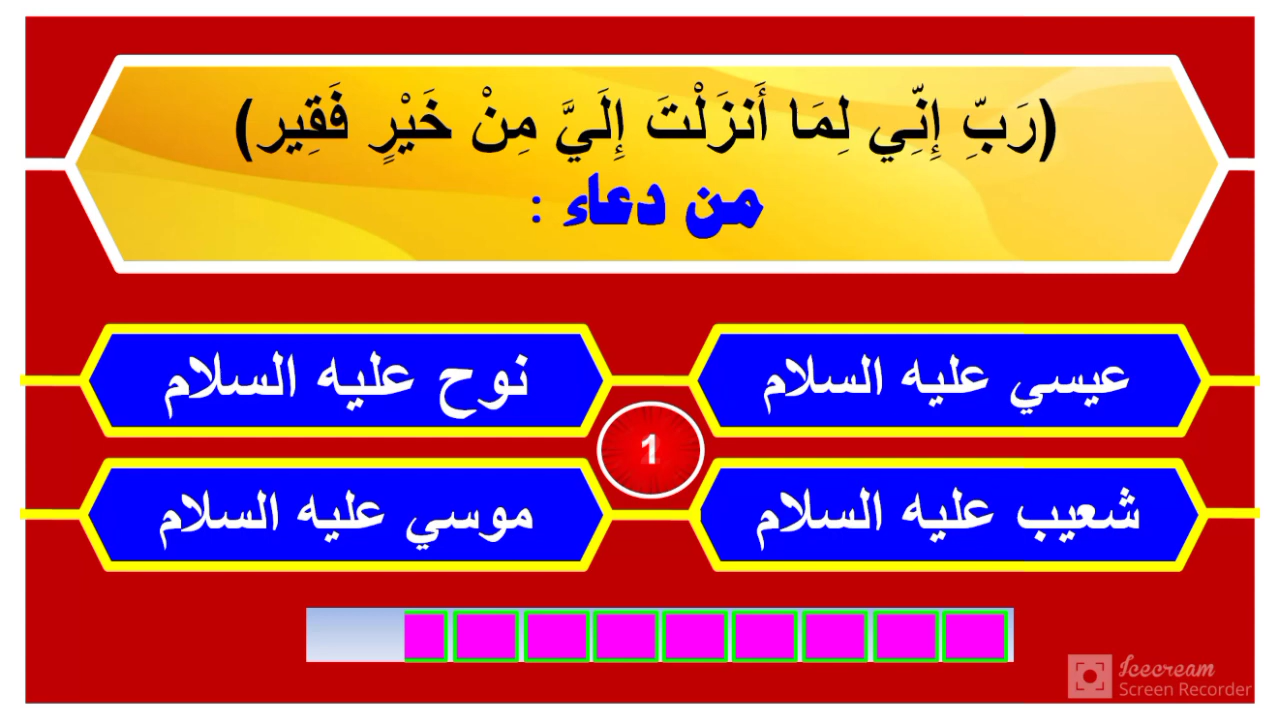 (رَبِّ إِنِّي لِمَا أَنزَلْتَ إِلَيَّ مِنْ خَيْرٍ فَقِير)
من دعاء :
عيسي عليه السلام
نوح عليه السلام
1
شعيب عليه السلام
موسي عليه السلام
Icecream
Screen Recorder